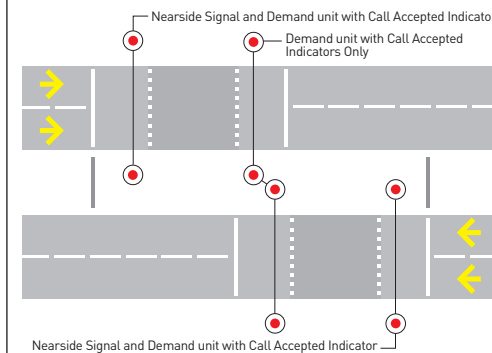 Nearside Signal and Demand unit with Call Accepted Indicato
Demand unit with Call Accepted
Indicators Only
Nearside Signal and Demand unit with Call Accepted Indicator